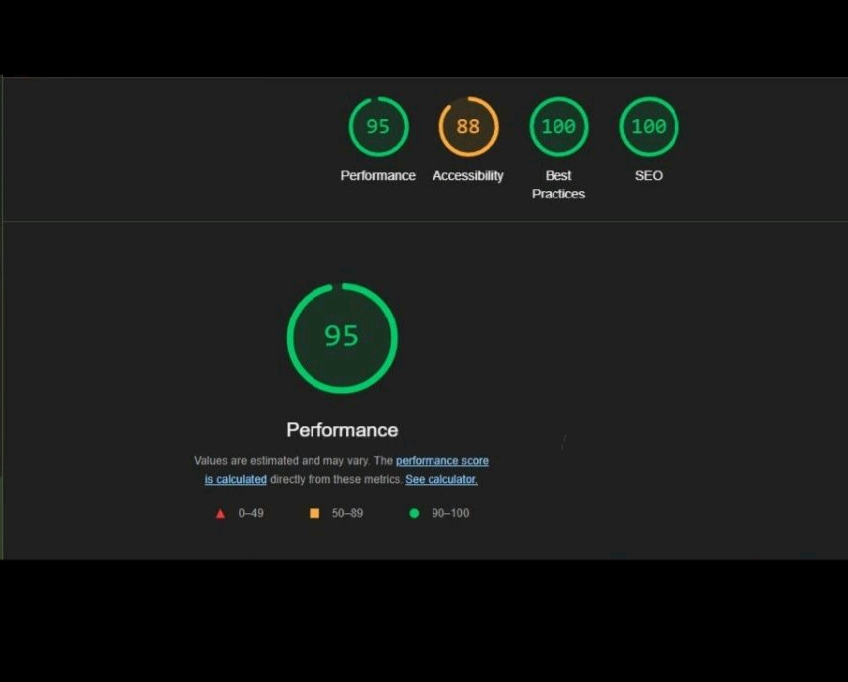 95 88 100 100
Performance Accessibility Best Practices SEO
95
Performance
Values are estimated and may vary. The performance score
is calculated directly from these metrics. See calculator.
0–49 50–89 90–100